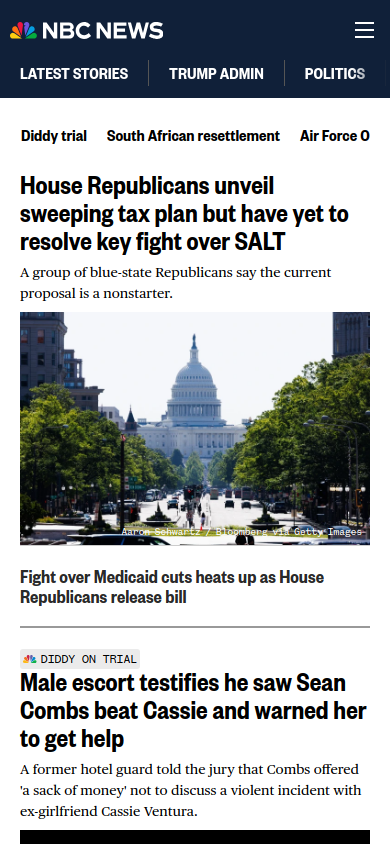 NBC NEWS
LATEST STORIES
TRUMP ADMIN
POLITICS
Diddy trial
South African resettlement
Air Force O
House Republicans unveil
sweeping tax plan but have yet to
resolve key fight over SALT
A group of blue-state Republicans say the current
proposal is a nonstarter.
Aaron Schwartz / Bloomberg via Getty Images
Fight over Medicaid cuts heats up as House
Republicans release bill
DIDDY ON TRIAL
Male escort testifies he saw Sean
Combs beat Cassie and warned her
to get help
A former hotel guard told the jury that Combs offered
'a sack of money' not to discuss a violent incident with
ex-girlfriend Cassie Ventura.